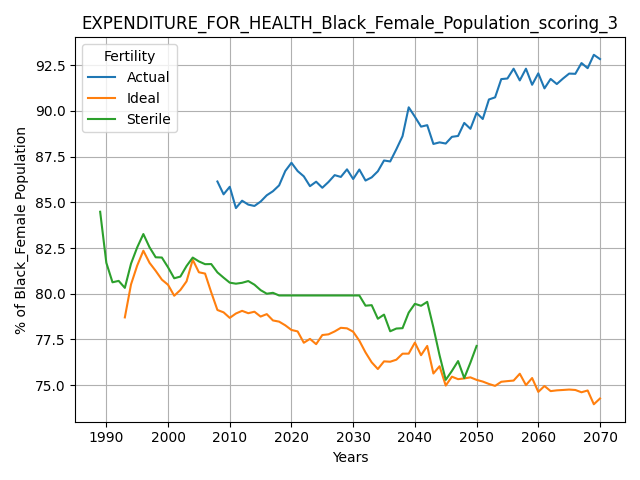 EXPENDITURE_FOR_HEALTH_Black_Female_Population_scoring_3
Fertility
Actual
Ideal
Sterile
% of Black_Female Population
92.5
90.0
87.5
85.0
82.5
80.0
77.5
75.0
1990 2000 2010 2020 2030 2040 2050 2060 2070
Years